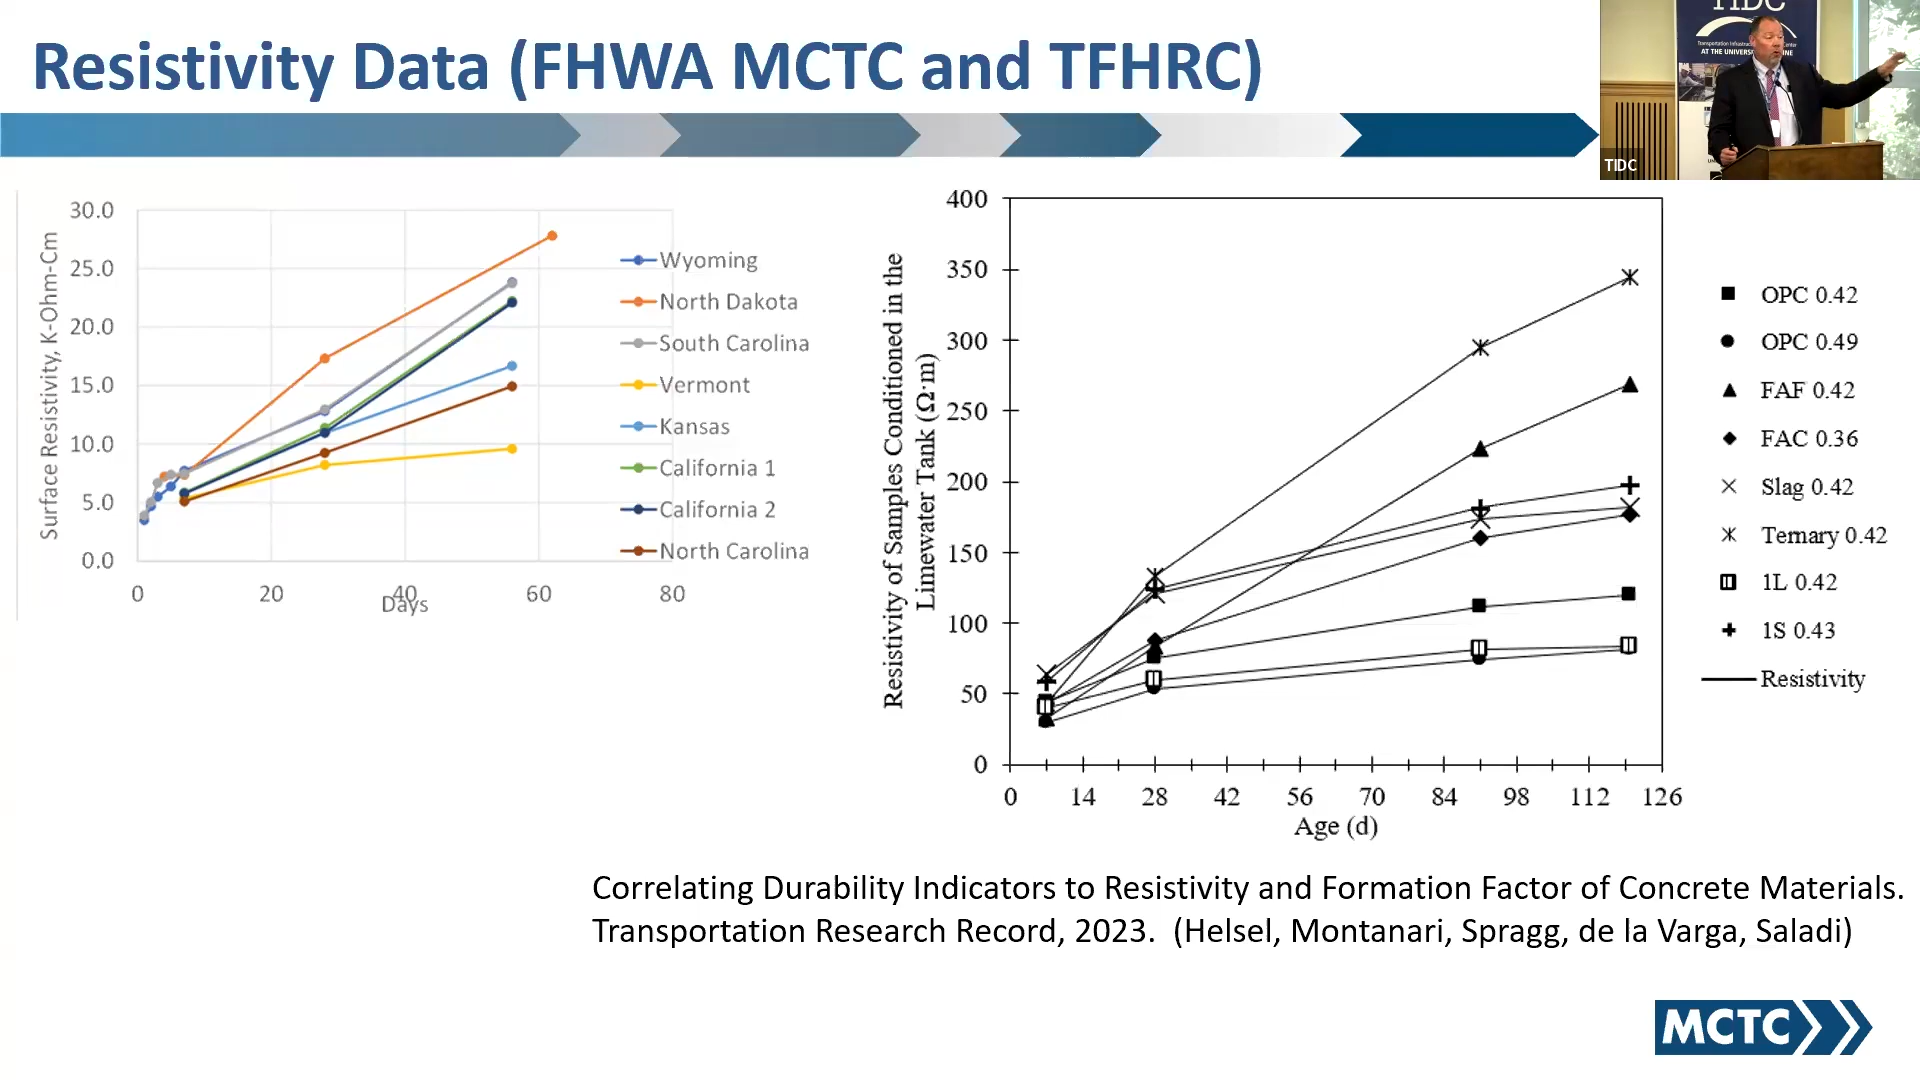 Resistivity Data (FHWA MCTC and TFHRC)
TIDC
AT THE UNIVERS
TIDC
30.0
25.0
20.0
15.0
10.0
5.0
0.0
Surface Resistivity, K-Ohm-Cm
0
20
40
60
80
Days
Wyoming
North Dakota
South Carolina
Vermont
Kansas
California 1
California 2
North Carolina
400
350
300
250
200
150
100
50
0
Resistivity of Samples Conditioned in the
Limewater Tank (Ω·m)
0
14
28
42
56
70
84
98
112
126
Age (d)
OPC 0.42
OPC 0.49
FAF 0.42
FAC 0.36
Slag 0.42
Ternary 0.42
1L 0.42
1S 0.43
Resistivity
Correlating Durability Indicators to Resistivity and Formation Factor of Concrete Materials.
Transportation Research Record, 2023. (Helsel, Montanari, Spragg, de la Varga, Saladi)
MCTC